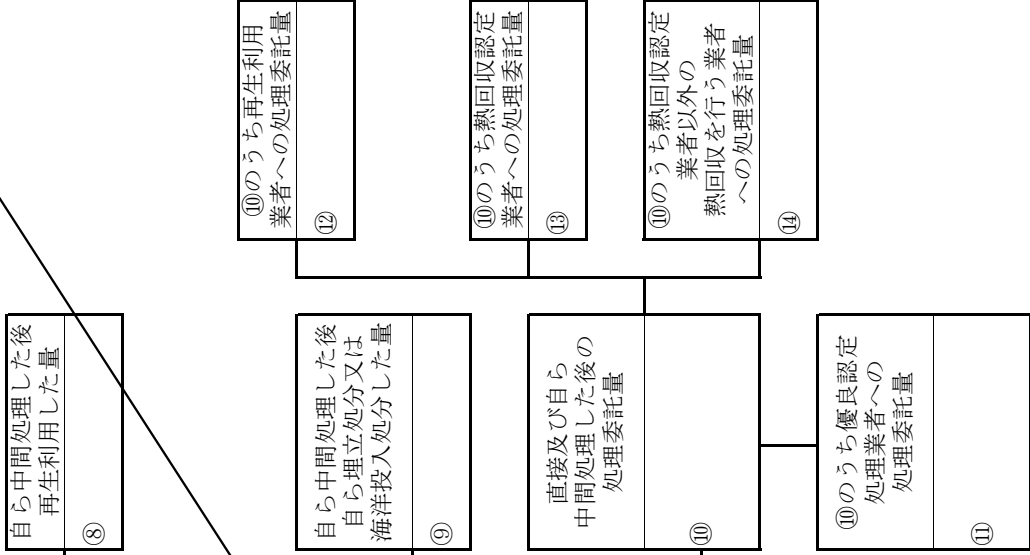 自ら中間処理した後
再生利用した量
⑧
自ら中間処理した後
自ら埋立処分又は
海洋投入処分した量
⑨
直接及び自ら
中間処理した後の
処理委託量
⑩
⑩のうち優良認定
処理業者への
処理委託量
⑪
⑩のうち再生利用
業者への処理委託量
⑫
⑩のうち熱回収認定
業者への処理委託量
⑬
⑩のうち熱回収認定
業者以外の
熱回収を行う業者
への処理委託量
⑭